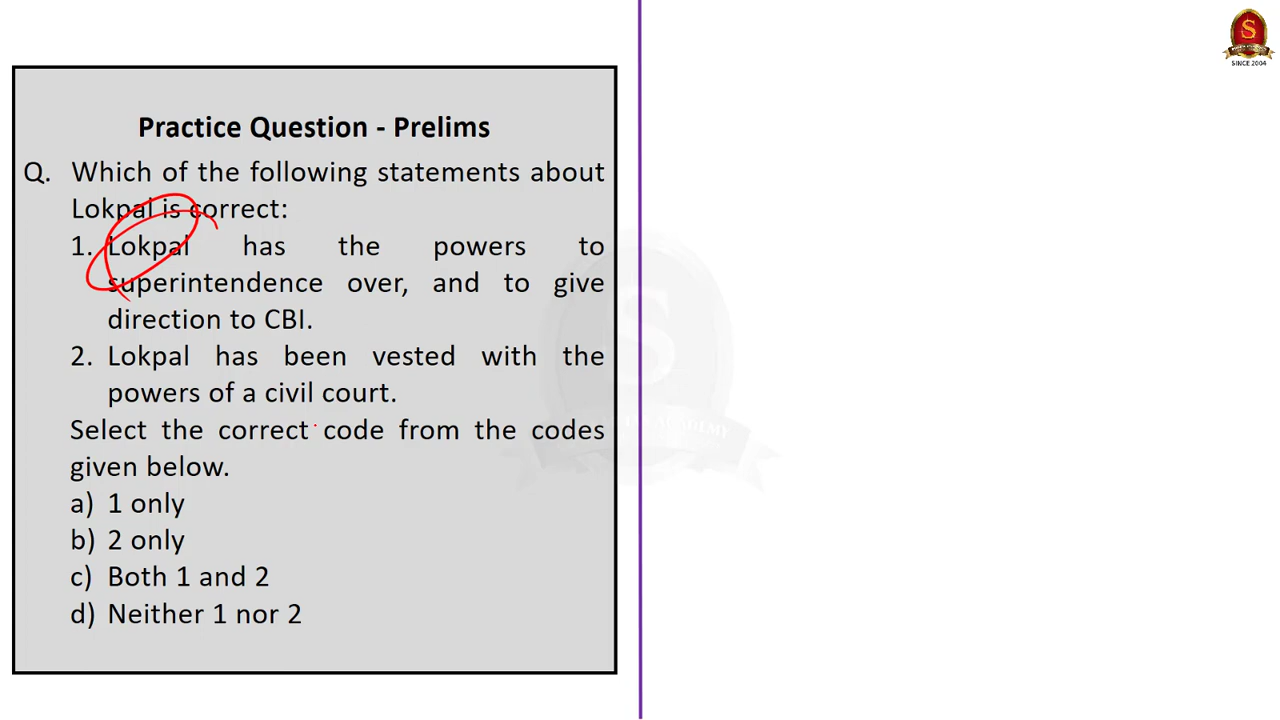 Practice Question - Prelims
Q. Which of the following statements about
Lokpal is correct:
1. Lokpal has the powers to
superintendence over, and to give
direction to CBI.
2. Lokpal has been vested with the
powers of a civil court.
Select the correct code from the codes
given below.
a) 1 only
b) 2 only
c) Both 1 and 2
d) Neither 1 nor 2
S
SINCE 2004
S
ACADEMY